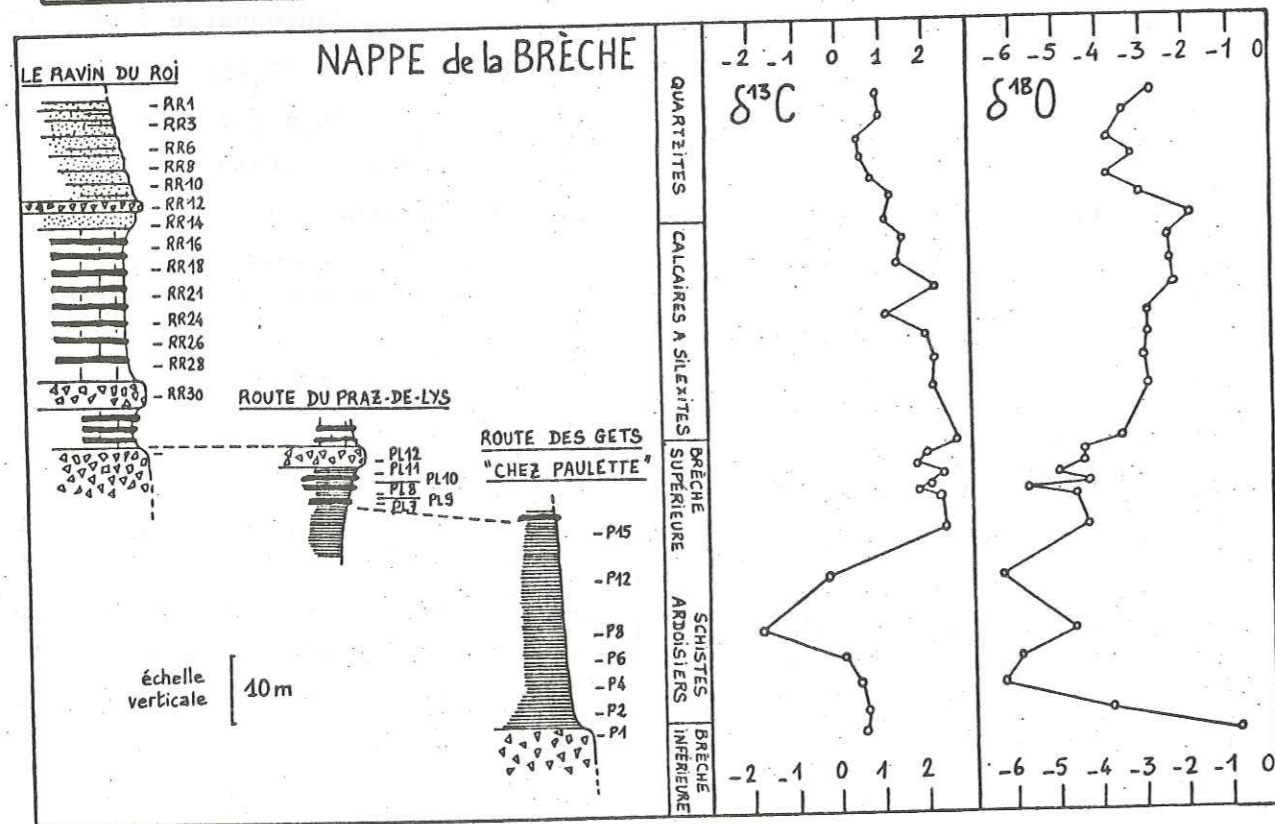 NAPPE de la BRÈCHE
LE RAVIN DU ROI
RR1
RR3
RR6
RR8
RR10
RR12
RR14
RR16
RR18
RR21
RR24
RR26
RR28
RR30
ROUTE DU PRAZ-DE-LYS
PL12
PL11
PL10
PL8
PL9
PL7
ROUTE DES GETS
"CHEZ PAULETTE"
P15
P12
P8
P6
P4
P2
P1
échelle
verticale
10 m
QUARTZITES
CALCAIRES A SILEXITES
BRÈCHE
SUPÉRIEURE
SCHISTES
ARDOISIERS
BRÈCHE
INFÉRIEURE
-2 -1 0 1 2
δ13C
-2 -1 0 1 2
-6 -5 -4 -3 -2 -1 0
δ18O
-6 -5 -4 -3 -2 -1 0